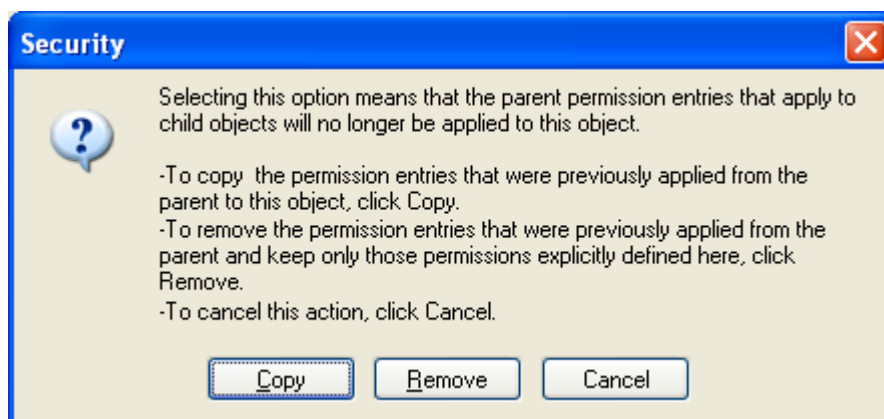 Security
Selecting this option means that the parent permission entries that apply to
child objects will no longer be applied to this object.
-To copy  the permission entries that were previously applied from the
parent to this object, click Copy.
-To remove the permission entries that were previously applied from the
parent and keep only those permissions explicitly defined here, click
Remove.
-To cancel this action, click Cancel.
Copy Remove Cancel